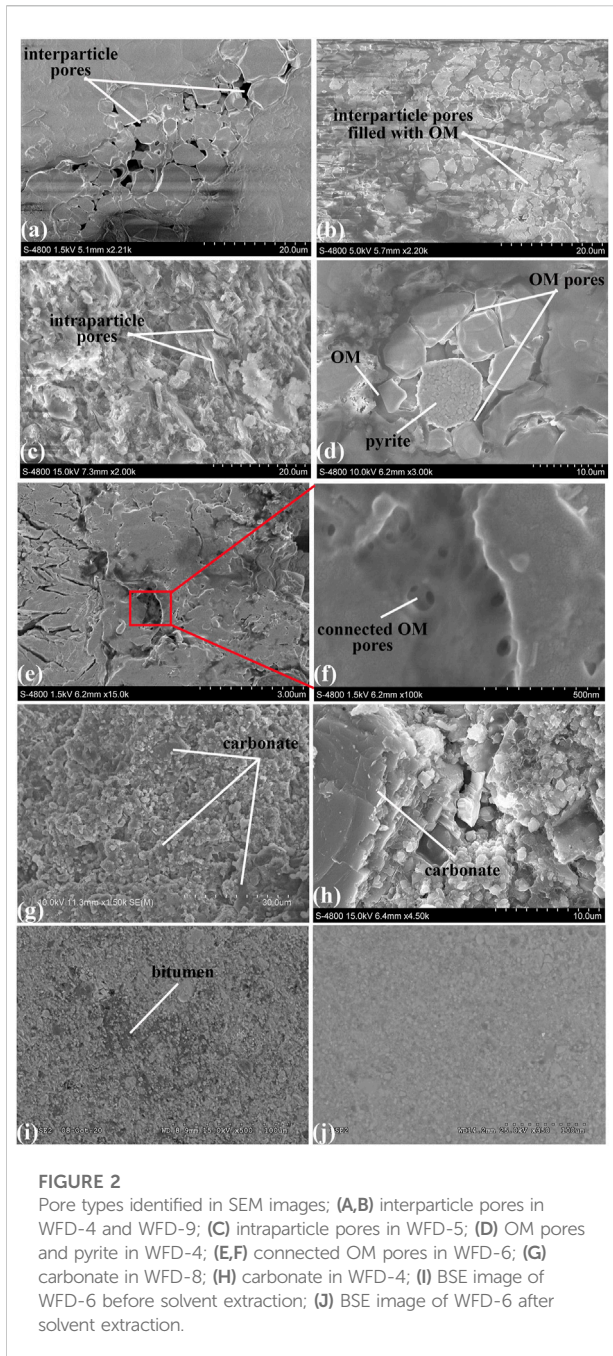 interparticle
pores
(a)
S-4800 1.5kV 5.1mm x2.21k
20.0um
interparticle pores
filled with OM
(b)
S-4800 5.0kV 5.7mm x2.20k
20.0um
intraparticle
pores
(c)
S-4800 15.0kV 7.3mm x2.00k
20.0um
OM pores
OM
pyrite
(d)
S-4800 10.0kV 6.2mm x3.00k
10.0um
(e)
S-4800 1.5kV 6.2mm x15.0k
3.00um
connected OM
pores
(f)
S-4800 1.5kV 6.2mm x100k
500nm
carbonate
(g)
10.0kV 11.3mm x1.50k SE(M)
30.0um
carbonate
(h)
S-4800 15.0kV 6.4mm x4.50k
10.0um
bitumen
(i)
SE2
100um
(j)
SE2
100um
FIGURE 2
Pore types identified in SEM images; (A,B) interparticle pores in
WFD-4 and WFD-9; (C) intraparticle pores in WFD-5; (D) OM pores
and pyrite in WFD-4; (E,F) connected OM pores in WFD-6; (G)
carbonate in WFD-8; (H) carbonate in WFD-4; (I) BSE image of
WFD-6 before solvent extraction; (J) BSE image of WFD-6 after
solvent extraction.